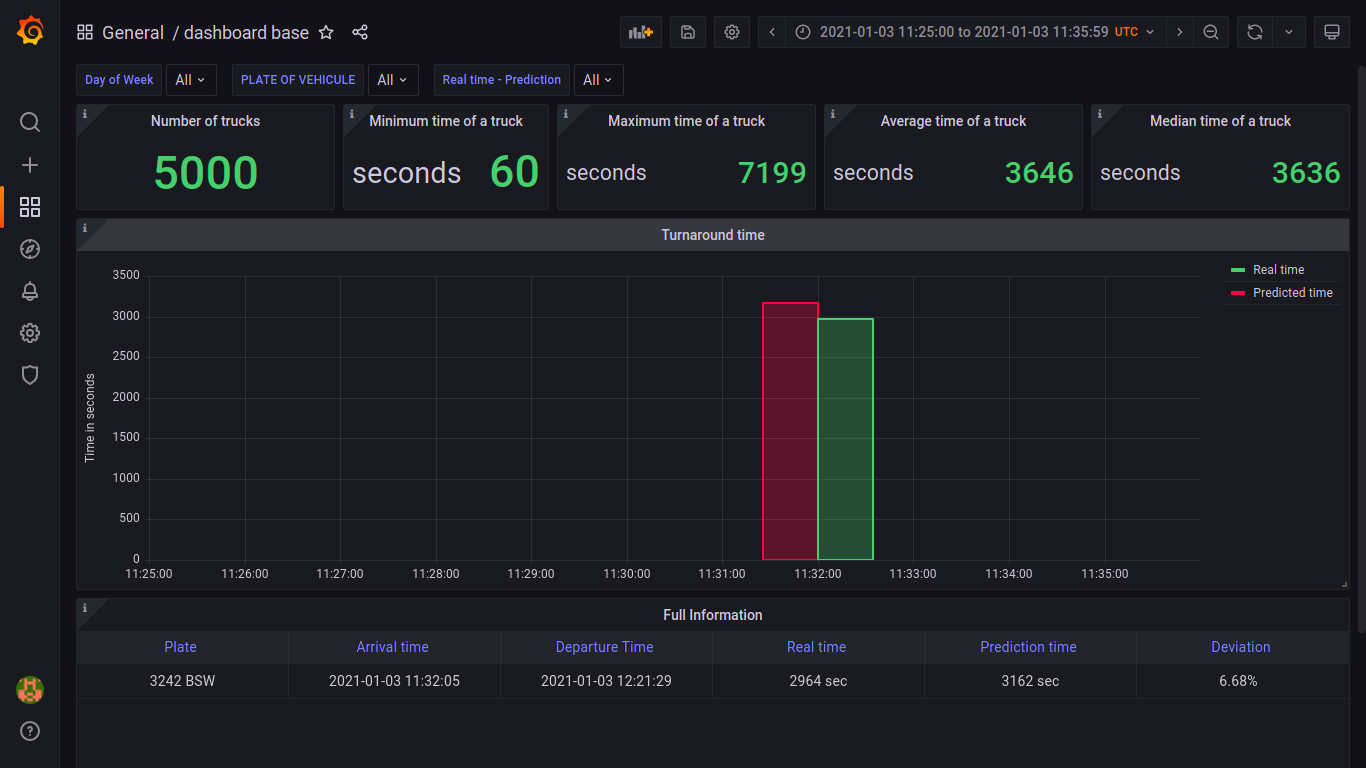 General / dashboard base
2021-01-03 11:25:00 to 2021-01-03 11:35:59 UTC
Day of Week All PLATE OF VEHICULE All Real time - Prediction All
i Number of trucks
5000
i Minimum time of a truck
seconds 60
i Maximum time of a truck
seconds 7199
i Average time of a truck
seconds 3646
i Median time of a truck
seconds 3636
i Turnaround time
Time in seconds
3500
3000
2500
2000
1500
1000
500
0
11:25:00 11:26:00 11:27:00 11:28:00 11:29:00 11:30:00 11:31:00 11:32:00 11:33:00 11:34:00 11:35:00
Real time
Predicted time
i Full Information
Plate Arrival time Departure Time Real time Prediction time Deviation
3242 BSW 2021-01-03 11:32:05 2021-01-03 12:21:29 2964 sec 3162 sec 6.68%
?